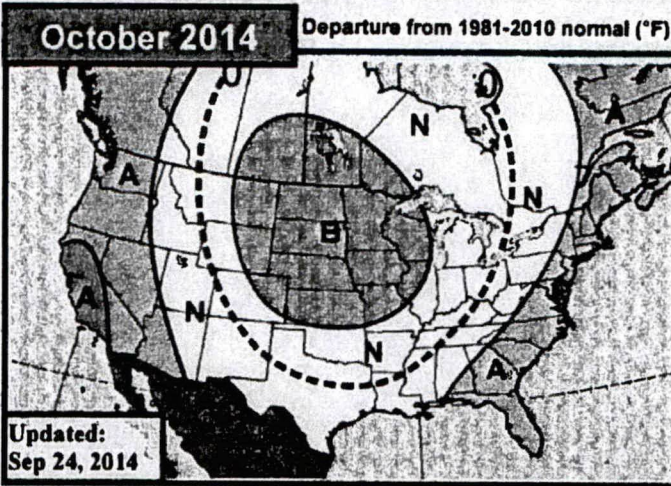 October 2014
Departure from 1981-2010 normal (°F)
A
N
A
N
B
A
N
N
A
Updated:
Sep 24, 2014